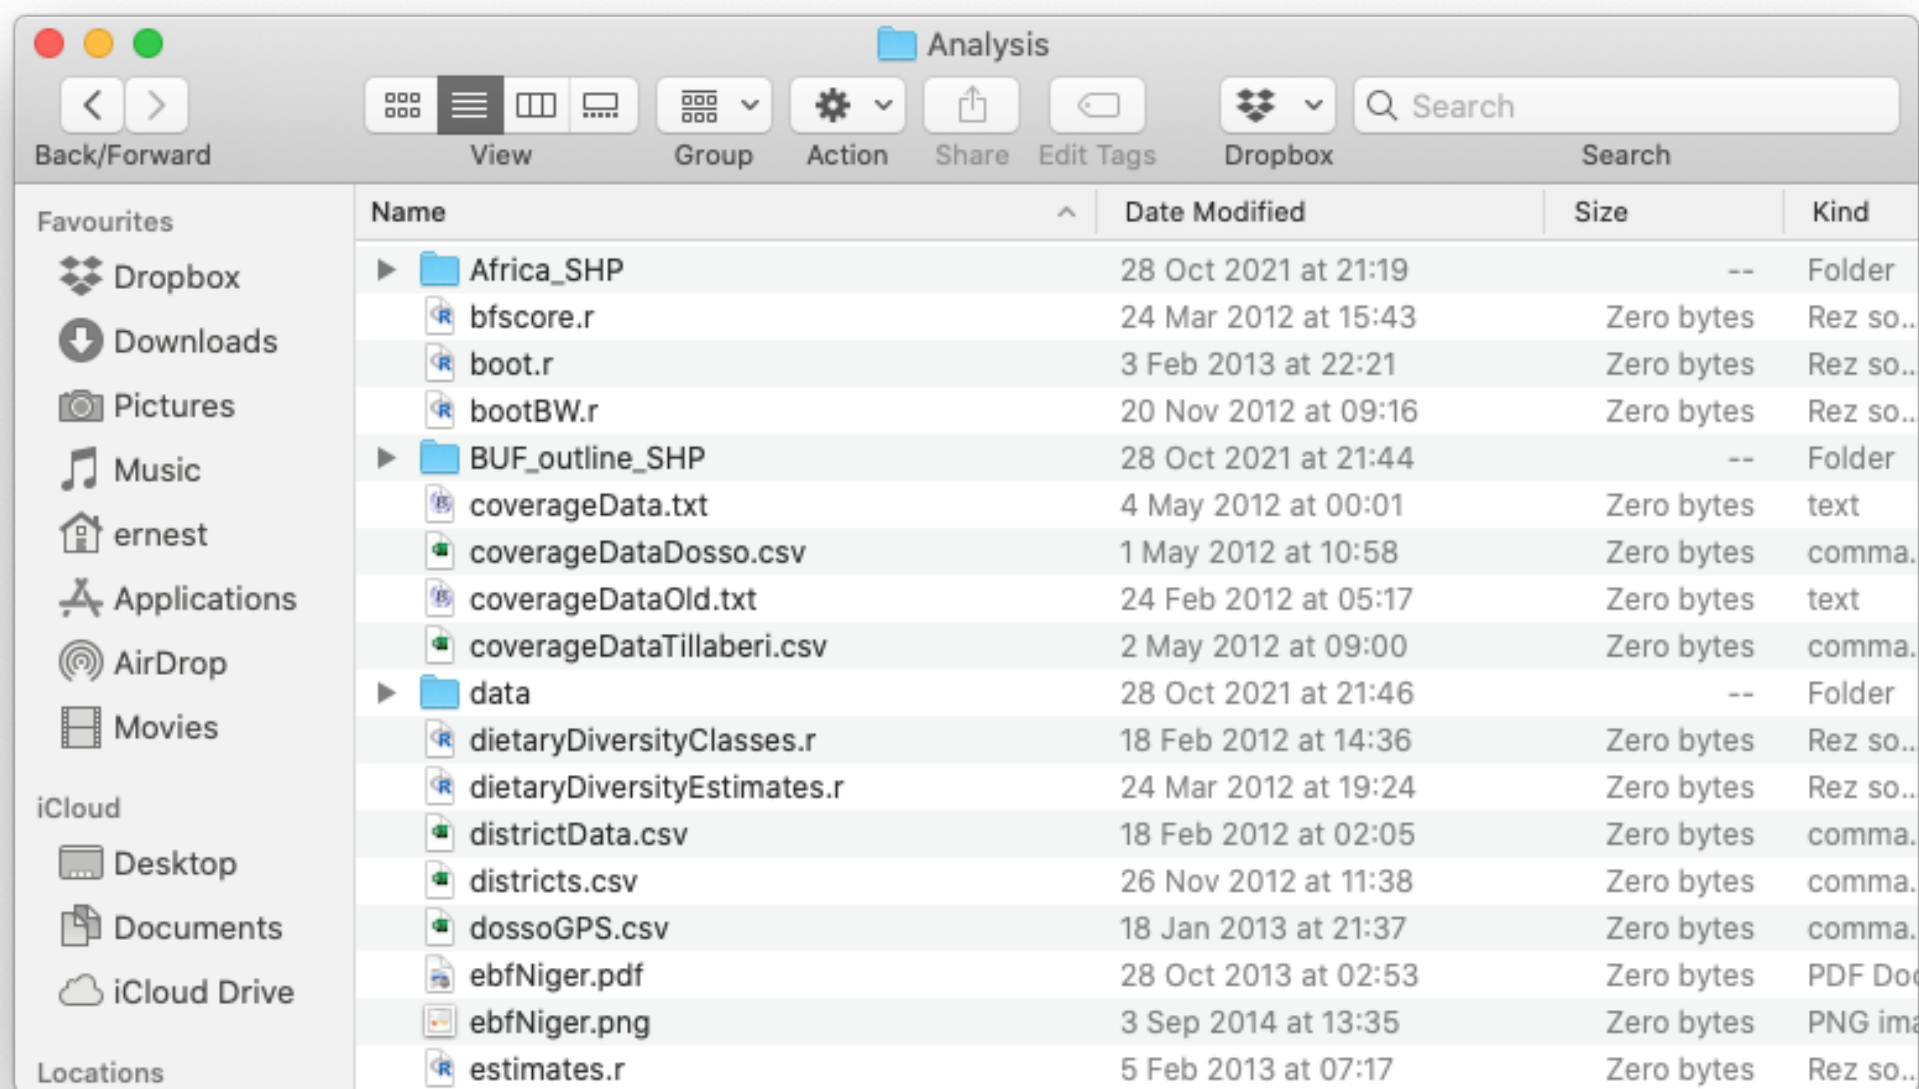 Analysis
Back/Forward View Group Action Share Edit Tags Dropbox Search Search
Favourites
Dropbox
Downloads
Pictures
Music
ernest
Applications
AirDrop
Movies
iCloud
Desktop
Documents
iCloud Drive
Locations
Name Date Modified Size Kind
Africa_SHP 28 Oct 2021 at 21:19 -- Folder
bfscore.r 24 Mar 2012 at 15:43 Zero bytes Rez so...
boot.r 3 Feb 2013 at 22:21 Zero bytes Rez so...
bootBW.r 20 Nov 2012 at 09:16 Zero bytes Rez so...
BUF_outline_SHP 28 Oct 2021 at 21:44 -- Folder
coverageData.txt 4 May 2012 at 00:01 Zero bytes text
coverageDataDosso.csv 1 May 2012 at 10:58 Zero bytes comma.
coverageDataOld.txt 24 Feb 2012 at 05:17 Zero bytes text
coverageDataTillaberi.csv 2 May 2012 at 09:00 Zero bytes comma.
data 28 Oct 2021 at 21:46 -- Folder
dietaryDiversityClasses.r 18 Feb 2012 at 14:36 Zero bytes Rez so...
dietaryDiversityEstimates.r 24 Mar 2012 at 19:24 Zero bytes Rez so...
districtData.csv 18 Feb 2012 at 02:05 Zero bytes comma.
districts.csv 26 Nov 2012 at 11:38 Zero bytes comma.
dossoGPS.csv 18 Jan 2013 at 21:37 Zero bytes comma.
ebfNiger.pdf 28 Oct 2013 at 02:53 Zero bytes PDF Doc
ebfNiger.png 3 Sep 2014 at 13:35 Zero bytes PNG ima
estimates.r 5 Feb 2013 at 07:17 Zero bytes Rez so...